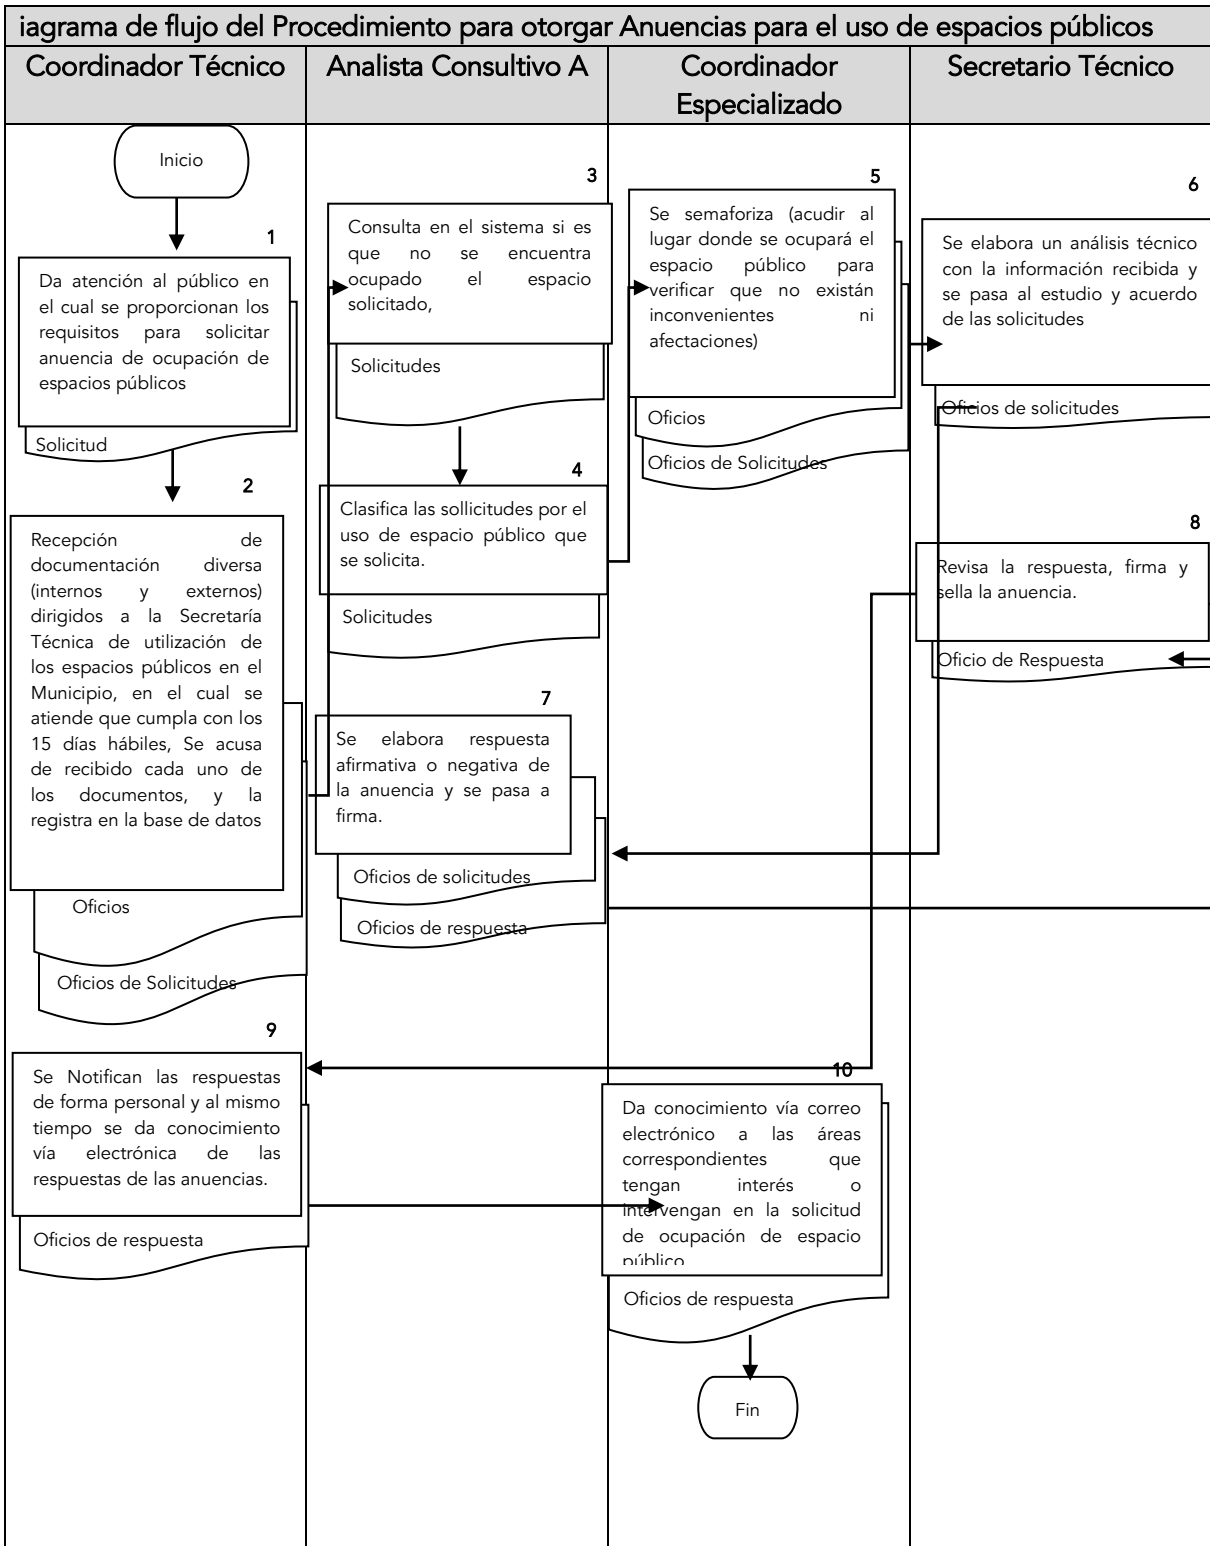 iagrama de flujo del Procedimiento para otorgar Anuencias para el uso de espacios públicos
Coordinador Técnico
Analista Consultivo A
Coordinador
Especializado
Secretario Técnico
Inicio
1
Da atención al público en
el cual se proporcionan los
requisitos para solicitar
anuencia de ocupación de
espacios públicos
Solicitud
2
Recepción de
documentación diversa
(internos y externos)
dirigidos a la Secretaría
Técnica de utilización de
los espacios públicos en el
Municipio, en el cual se
atiende que cumpla con los
15 días hábiles, Se acusa
de recibido cada uno de
los documentos, y la
registra en la base de datos
Oficios
Oficios de Solicitudes
3
Consulta en el sistema si es
que no se encuentra
ocupado el espacio
solicitado,
Solicitudes
4
Clasifica las sollicitudes por el
uso de espacio público que
se solicita.
Solicitudes
5
Se semaforiza (acudir al
lugar donde se ocupará el
espacio público para
verificar que no existán
inconvenientes ni
afectaciones)
Oficios
Oficios de Solicitudes
6
Se elabora un análisis técnico
con la información recibida y
se pasa al estudio y acuerdo
de las solicitudes
Oficios de solicitudes
7
Se elabora respuesta
afirmativa o negativa de
la anuencia y se pasa a
firma.
Oficios de solicitudes
Oficios de respuesta
8
Revisa la respuesta, firma y
sella la anuencia.
Oficio de Respuesta
9
Se Notifican las respuestas
de forma personal y al mismo
tiempo se da conocimiento
vía electrónica de las
respuestas de las anuencias.
Oficios de respuesta
10
Da conocimiento vía correo
electrónico a las áreas
correspondientes que
tengan interés o
intervengan en la solicitud
de ocupación de espacio
público
Oficios de respuesta
Fin